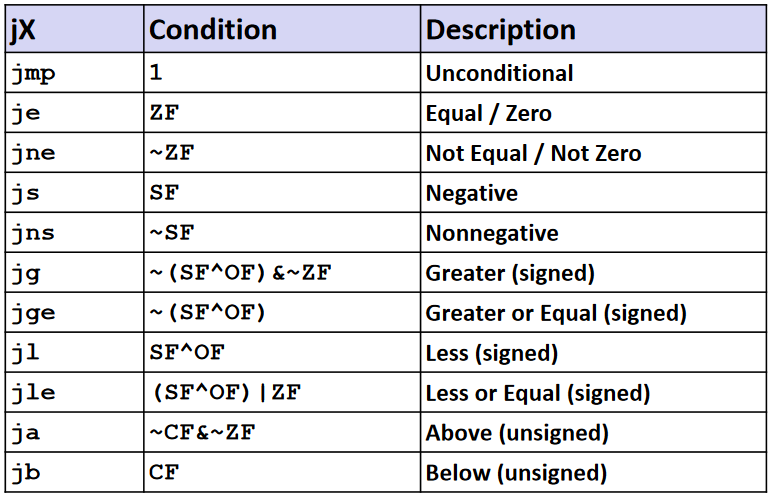 jX Condition Description
jmp 1 Unconditional
je ZF Equal / Zero
jne ~ZF Not Equal / Not Zero
js SF Negative
jns ~SF Nonnegative
jg ~(SF^OF)&~ZF Greater (signed)
jge ~(SF^OF) Greater or Equal (signed)
jl SF^OF Less (signed)
jle (SF^OF)|ZF Less or Equal (signed)
ja ~CF&~ZF Above (unsigned)
jb CF Below (unsigned)